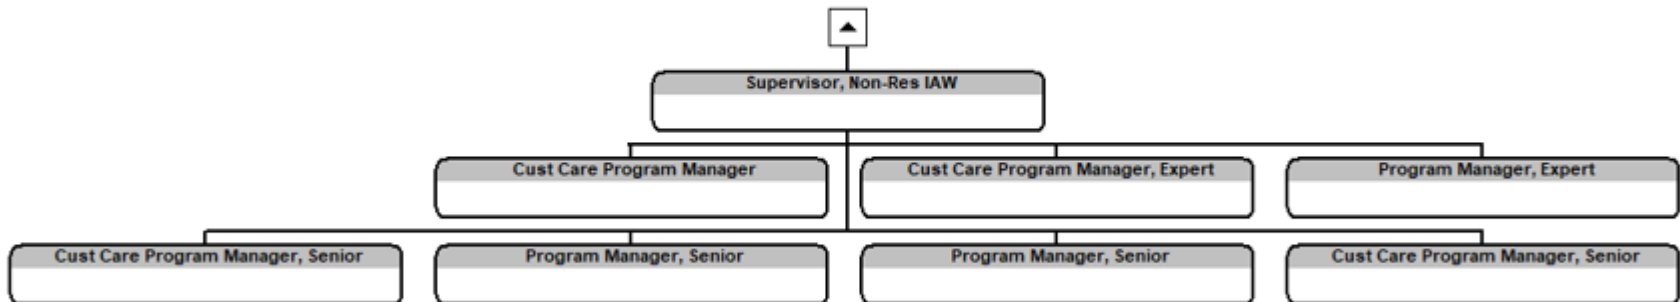 Supervisor, Non-Res IAW
Cust Care Program Manager
Cust Care Program Manager, Expert
Program Manager, Expert
Cust Care Program Manager, Senior
Program Manager, Senior
Program Manager, Senior
Cust Care Program Manager, Senior